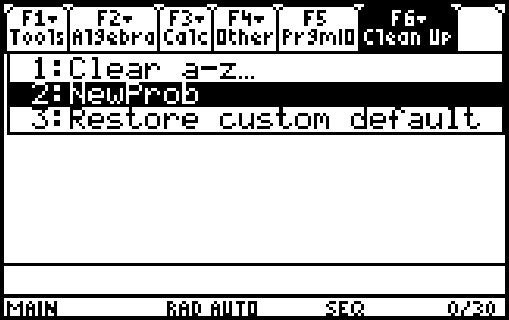 F1▾ F2▾ F3▾ F4▾ F5 F6▾
Tools Algebra Calc Other PrgmIO Clean Up
1:Clear a-z…
2:NewProb
3:Restore custom default
MAIN RAD AUTO SEQ 0/30